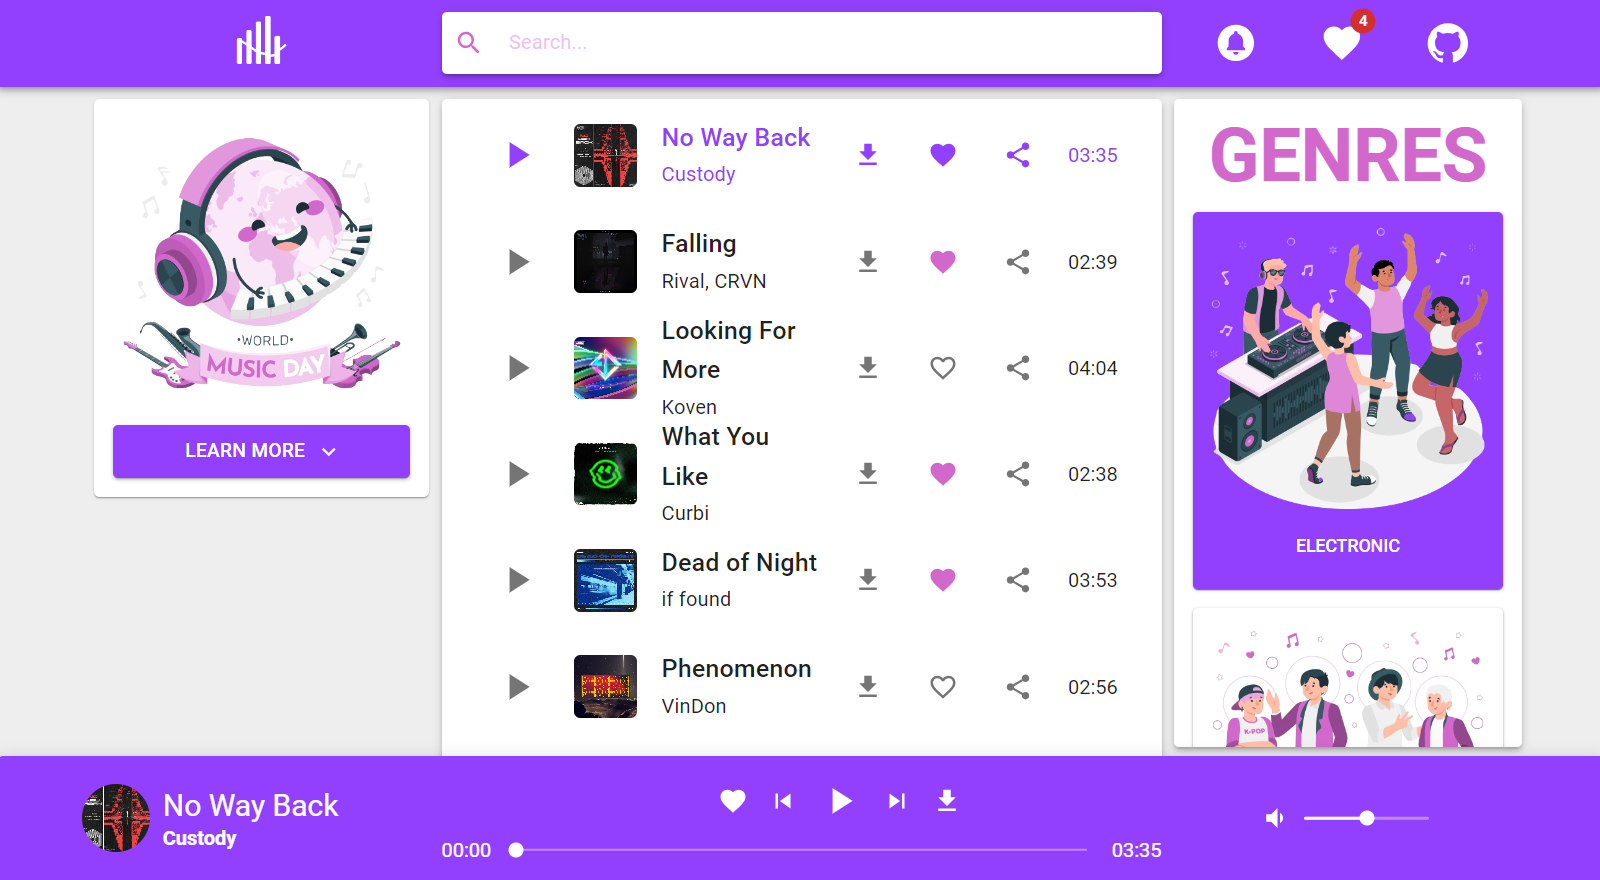 Search...
4
WORLD
MUSIC DAY
LEARN MORE
No Way Back
Custody
03:35
Falling
Rival, CRVN
02:39
Looking For
More
Koven
04:04
What You
Like
Curbi
02:38
Dead of Night
if found
03:53
Phenomenon
VinDon
02:56
GENRES
ELECTRONIC
K-POP
No Way Back
Custody
00:00
03:35